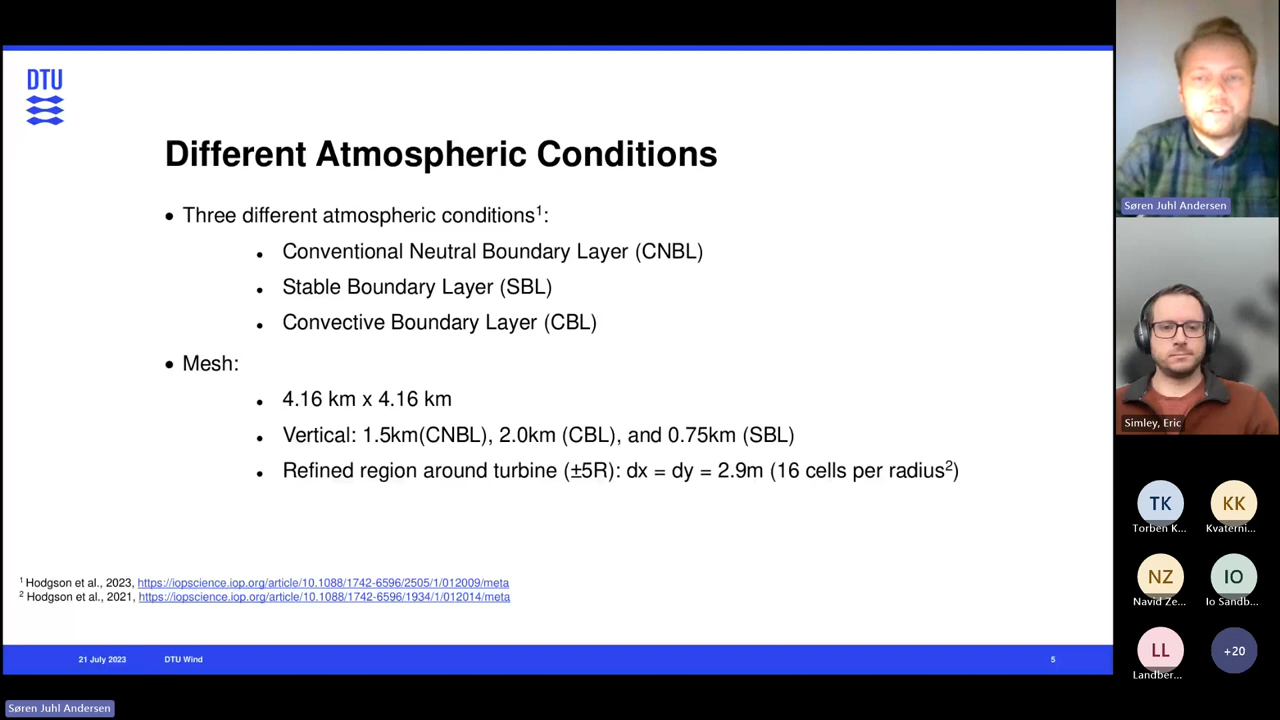 DTU
Different Atmospheric Conditions
• Three different atmospheric conditions¹:
• Conventional Neutral Boundary Layer (CNBL)
• Stable Boundary Layer (SBL)
• Convective Boundary Layer (CBL)
• Mesh:
• 4.16 km x 4.16 km
• Vertical: 1.5km(CNBL), 2.0km (CBL), and 0.75km (SBL)
• Refined region around turbine (±5R): dx = dy = 2.9m (16 cells per radius²)
¹ Hodgson et al., 2023, https://iopscience.iop.org/article/10.1088/1742-6596/2505/1/012009/meta
² Hodgson et al., 2021, https://iopscience.iop.org/article/10.1088/1742-6596/1934/1/012014/meta
21 July 2023 DTU Wind 5
Søren Juhl Andersen
Søren Juhl Andersen
Simley, Eric
TK KK
Torben K... Kvaterni...
NZ IO
Navid Ze... Io Sandb...
LL +20
Landber...